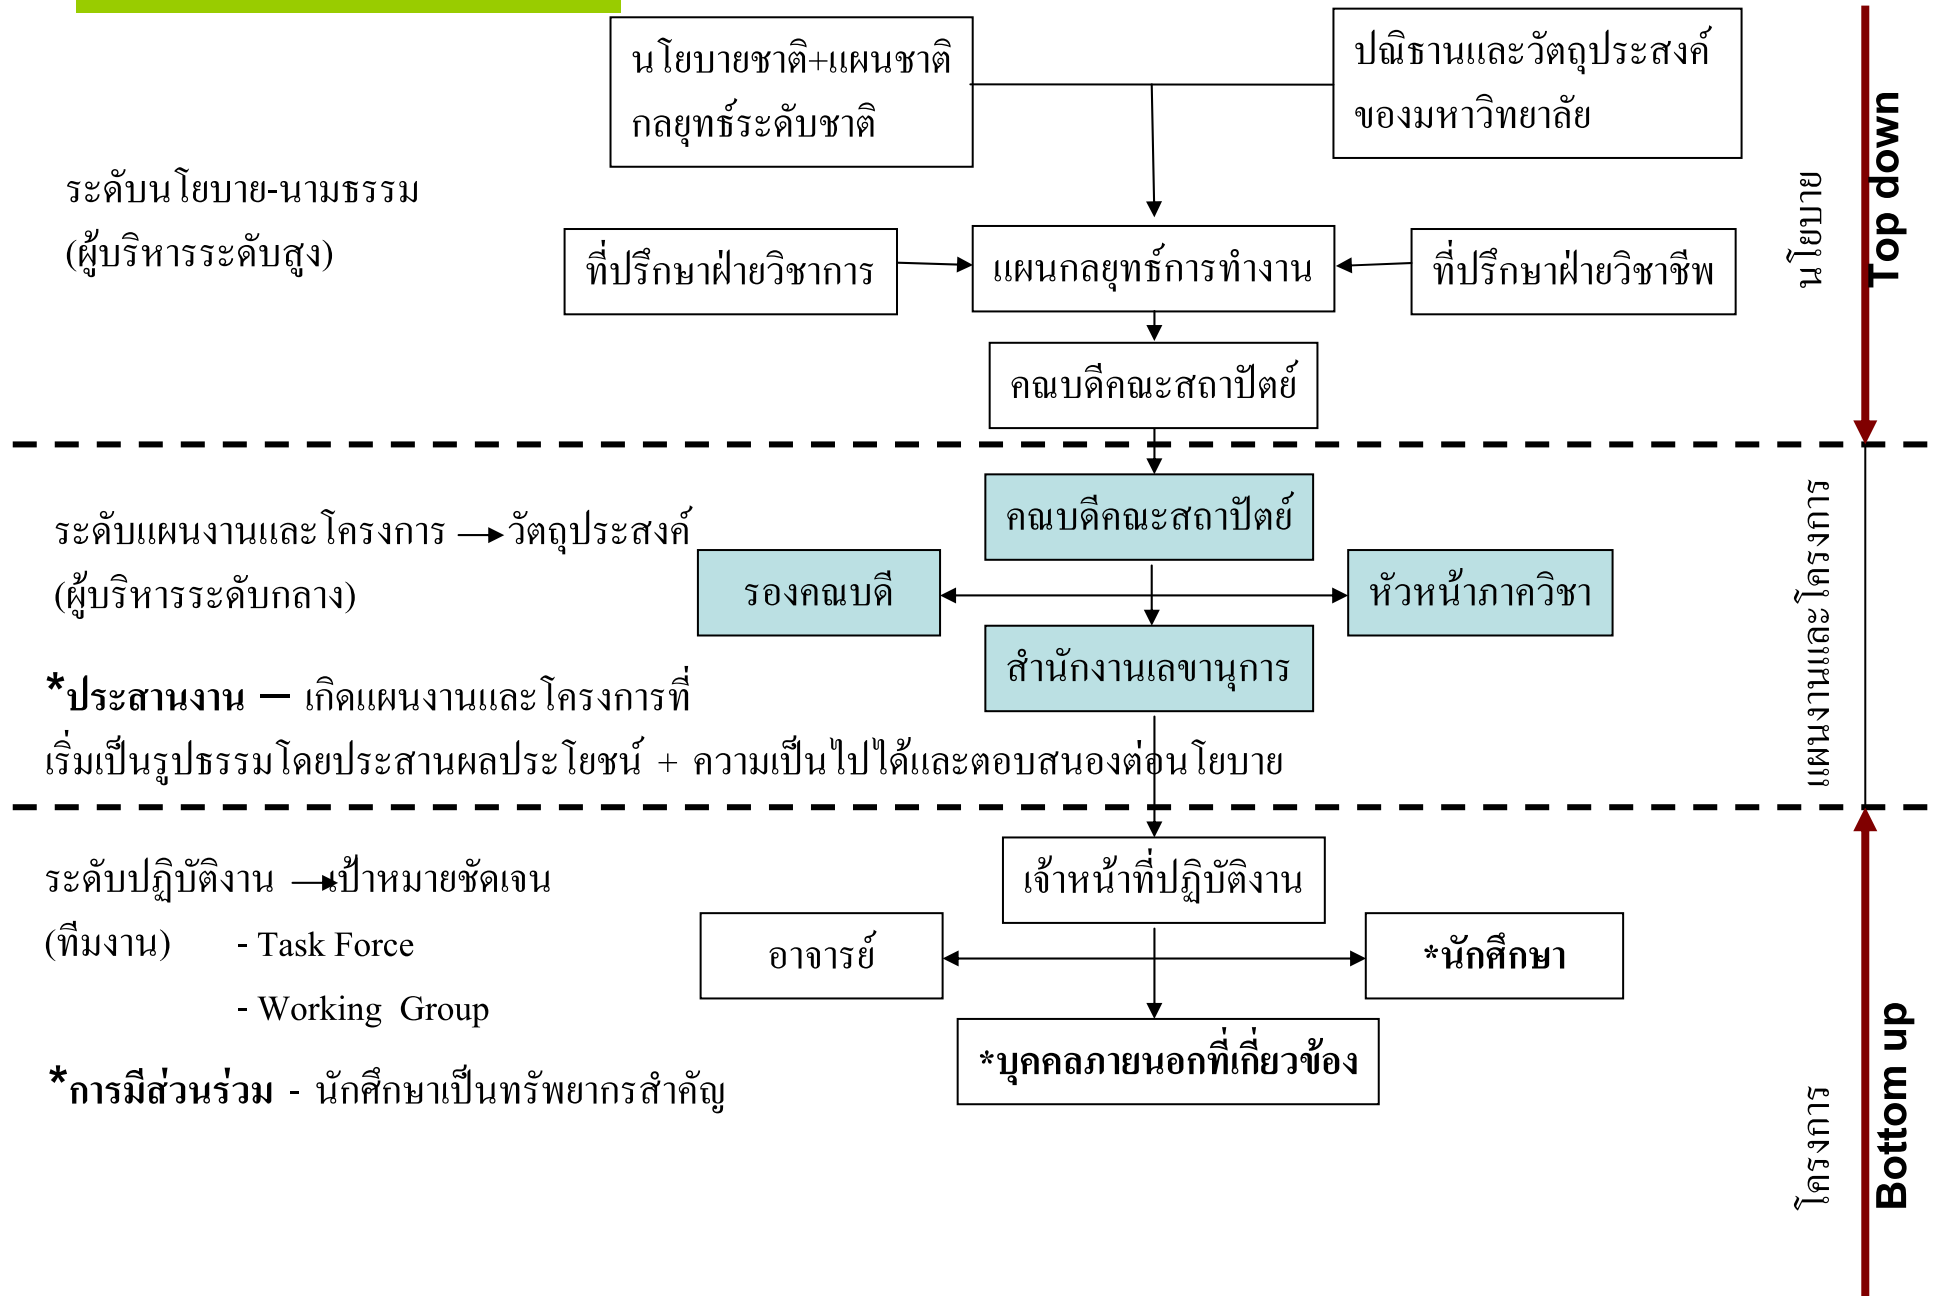 นโยบายชาติ+แผนชาติ
กลยุทธ์ระดับชาติ
ปณิธานและวัตถุประสงค์
ของมหาวิทยาลัย
Top down
นโยบาย
ระดับนโยบาย-นามธรรม
(ผู้บริหารระดับสูง)
ที่ปรึกษาฝ่ายวิชาการ
แผนกลยุทธ์การทำงาน
ที่ปรึกษาฝ่ายวิชาชีพ
คณบดีคณะสถาปัตย์
คณบดีคณะสถาปัตย์
ระดับแผนงานและโครงการ → วัตถุประสงค์
(ผู้บริหารระดับกลาง)
รองคณบดี
หัวหน้าภาควิชา
สำนักงานเลขานุการ
แผนงานและโครงการ
*ประสานงาน – เกิดแผนงานและโครงการที่
เริ่มเป็นรูปธรรมโดยประสานผลประโยชน์ + ความเป็นไปได้และตอบสนองต่อนโยบาย
เจ้าหน้าที่ปฏิบัติงาน
ระดับปฏิบัติงาน → เป้าหมายชัดเจน
(ทีมงาน) - Task Force
- Working Group
อาจารย์
*นักศึกษา
*บุคคลภายนอกที่เกี่ยวข้อง
*การมีส่วนร่วม - นักศึกษาเป็นทรัพยากรสำคัญ
โครงการ
Bottom up